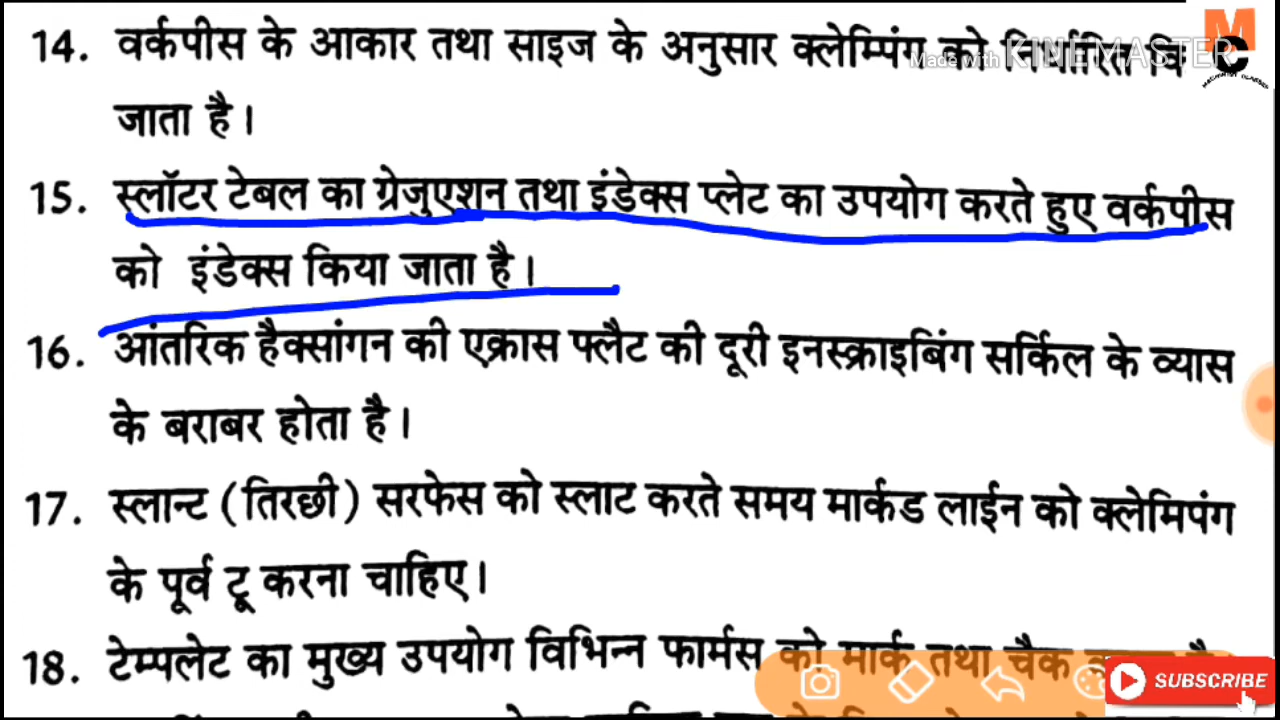 14. वर्कपीस के आकार तथा साइज के अनुसार क्लेम्पिंग को निर्धारित
जाता है।
15. स्लॉटर टेबल का ग्रेजुएशन तथा इंडेक्स प्लेट का उपयोग करते हुए वर्कपीस
को इंडेक्स किया जाता है।
16. आंतरिक हैक्सांगन की एक्रास फ्लैट की दूरी इनस्क्राइबिंग सर्किल के व्यास
के बराबर होता है।
17. स्लान्ट (तिरछी) सरफेस को स्लाट करते समय मार्कड लाईन को क्लेमिपंग
के पूर्व ट्रू करना चाहिए।
18. टेम्पलेट का मुख्य उपयोग विभिन्न फार्मस को मार्क तथा चैक
Made with KINEMASTER
MC
SUBSCRIBE